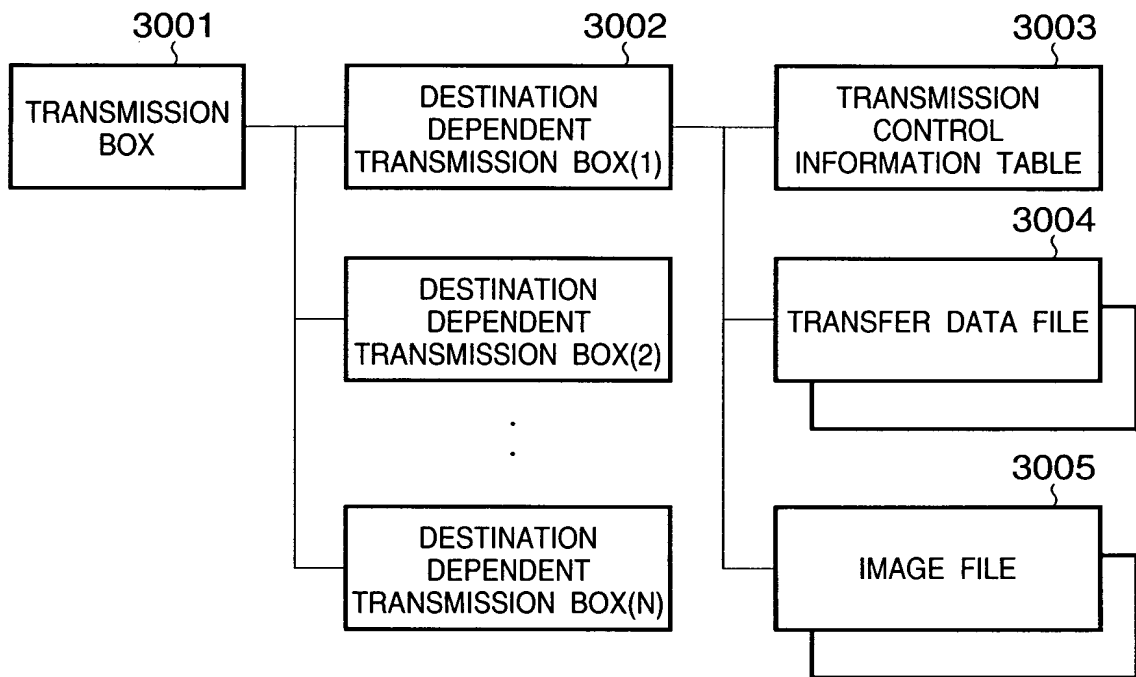 3001
TRANSMISSION
BOX
3002
DESTINATION
DEPENDENT
TRANSMISSION BOX(1)
3003
TRANSMISSION
CONTROL
INFORMATION TABLE
DESTINATION
DEPENDENT
TRANSMISSION BOX(2)
3004
TRANSFER DATA FILE
DESTINATION
DEPENDENT
TRANSMISSION BOX(N)
3005
IMAGE FILE